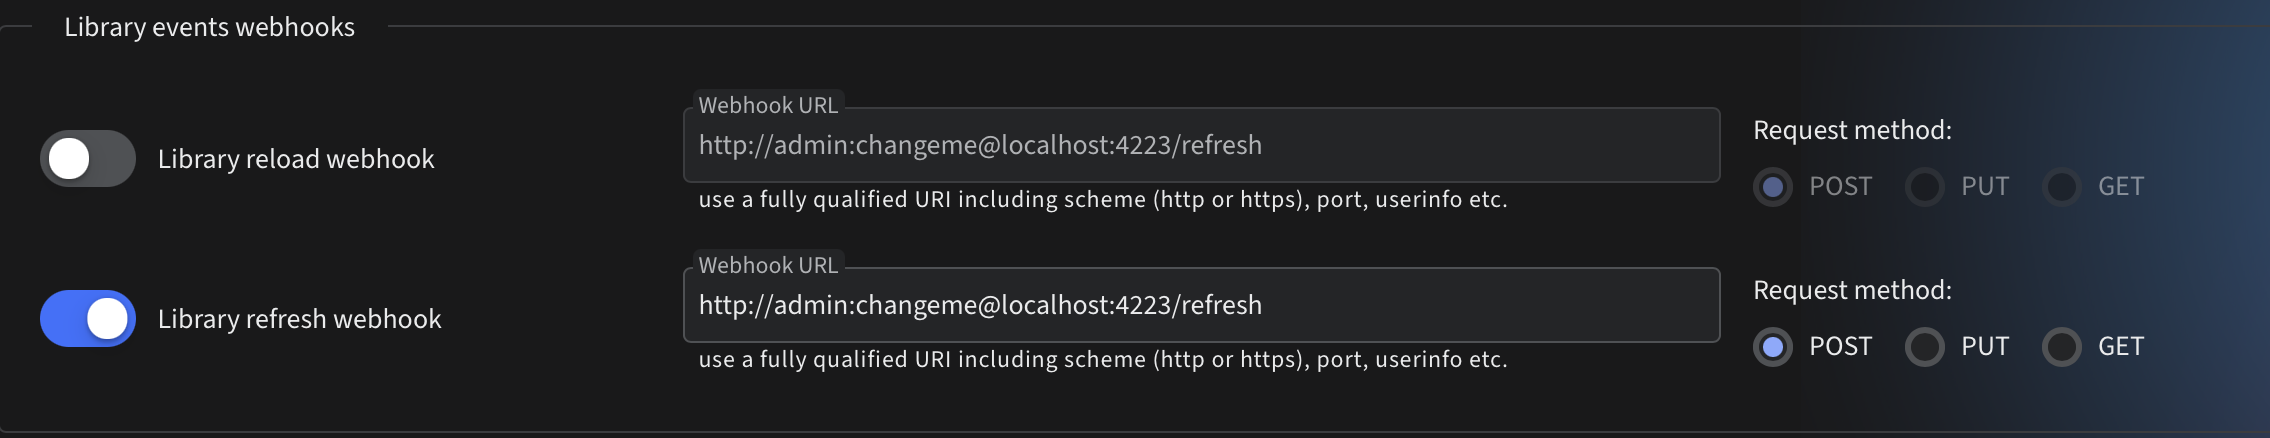 Library events webhooks
Webhook URL
Library reload webhook
http://admin:changeme@localhost:4223/refresh
use a fully qualified URI including scheme (http or https), port, userinfo etc.
Request method:
POST PUT GET
Webhook URL
Library refresh webhook
http://admin:changeme@localhost:4223/refresh
use a fully qualified URI including scheme (http or https), port, userinfo etc.
Request method:
POST PUT GET